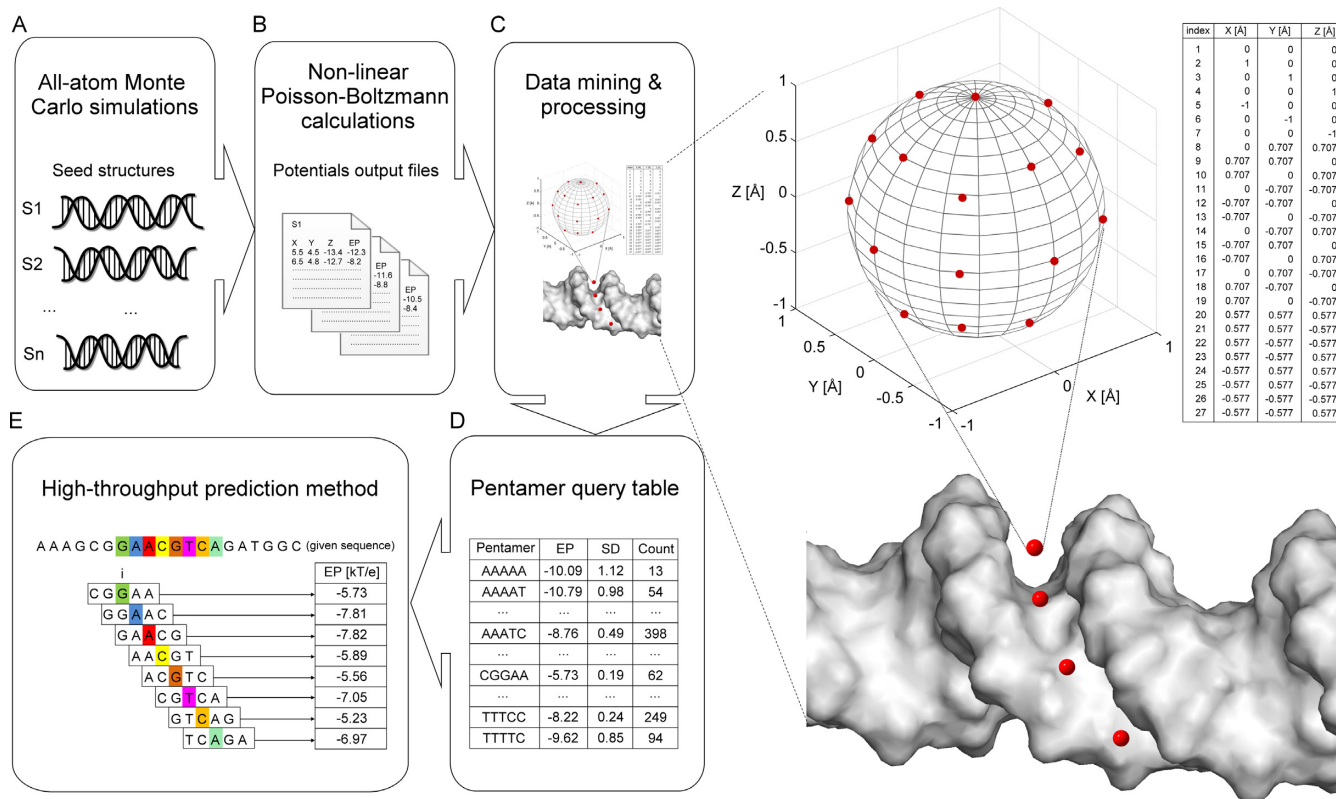 A
All-atom Monte
Carlo simulations
Seed structures
S1
S2
... ...
Sn
B
Non-linear
Poisson-Boltzmann
calculations
Potentials output files
S1
X Y Z EP
5.5 4.5 -13.4 -12.3
6.5 4.8 -12.7 -8.2
EP
-11.6
-8.8
EP
-10.5
-8.4
C
Data mining &
processing
Z [Å]
1
0.5
0
-0.5
-1
Y [Å]
1
0.5
0
-0.5
-1
X [Å]
-1
0
1
index X [Å] Y [Å] Z [Å]
1 0 0 0
2 1 0 0
3 0 1 0
4 0 0 1
5 -1 0 0
6 0 -1 0
7 0 0 -1
8 0 0.707 0.707
9 0.707 0.707 0
10 0.707 0 0.707
11 0 -0.707 -0.707
12 -0.707 -0.707 0
13 -0.707 0 -0.707
14 0 -0.707 0.707
15 -0.707 0.707 0
16 -0.707 0 0.707
17 0 0.707 -0.707
18 0.707 -0.707 0
19 0.707 0 -0.707
20 0.577 0.577 0.577
21 0.577 0.577 -0.577
22 0.577 -0.577 -0.577
23 0.577 -0.577 0.577
24 -0.577 0.577 0.577
25 -0.577 0.577 -0.577
26 -0.577 -0.577 -0.577
27 -0.577 -0.577 0.577
D
Pentamer query table
Pentamer EP SD Count
AAAAA -10.09 1.12 13
AAAAT -10.79 0.98 54
... ... ... ...
AAATC -8.76 0.49 398
CGGAA -5.73 0.19 62
... ... ... ...
TTTCC -8.22 0.24 249
TTTTC -9.62 0.85 94
E
High-throughput prediction method
A A A G C G G A A C G T C A G A T G G C (given sequence)
i
EP [kT/e]
C G G A A -5.73
G G A A C -7.81
G A A C G -7.82
A A C G T -5.89
A C G T C -5.56
C G T C A -7.05
G T C A G -5.23
T C A G A -6.97